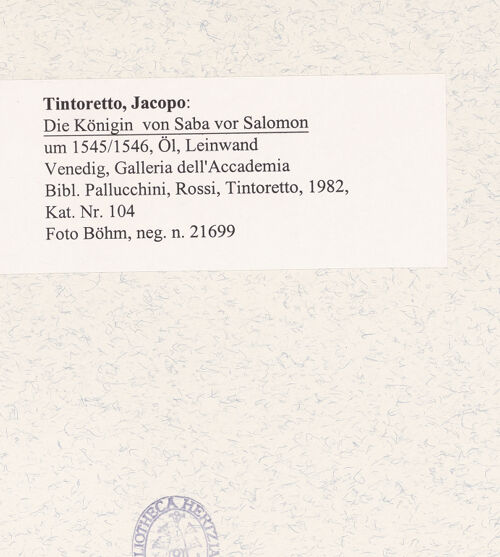 Tintoretto, Jacopo:
Die Königin von Saba vor Salomon
um 1545/1546, Öl, Leinwand
Venedig, Galleria dell'Accademia
Bibl. Pallucchini, Rossi, Tintoretto, 1982,
Kat. Nr. 104
Foto Böhm, neg. n. 21699